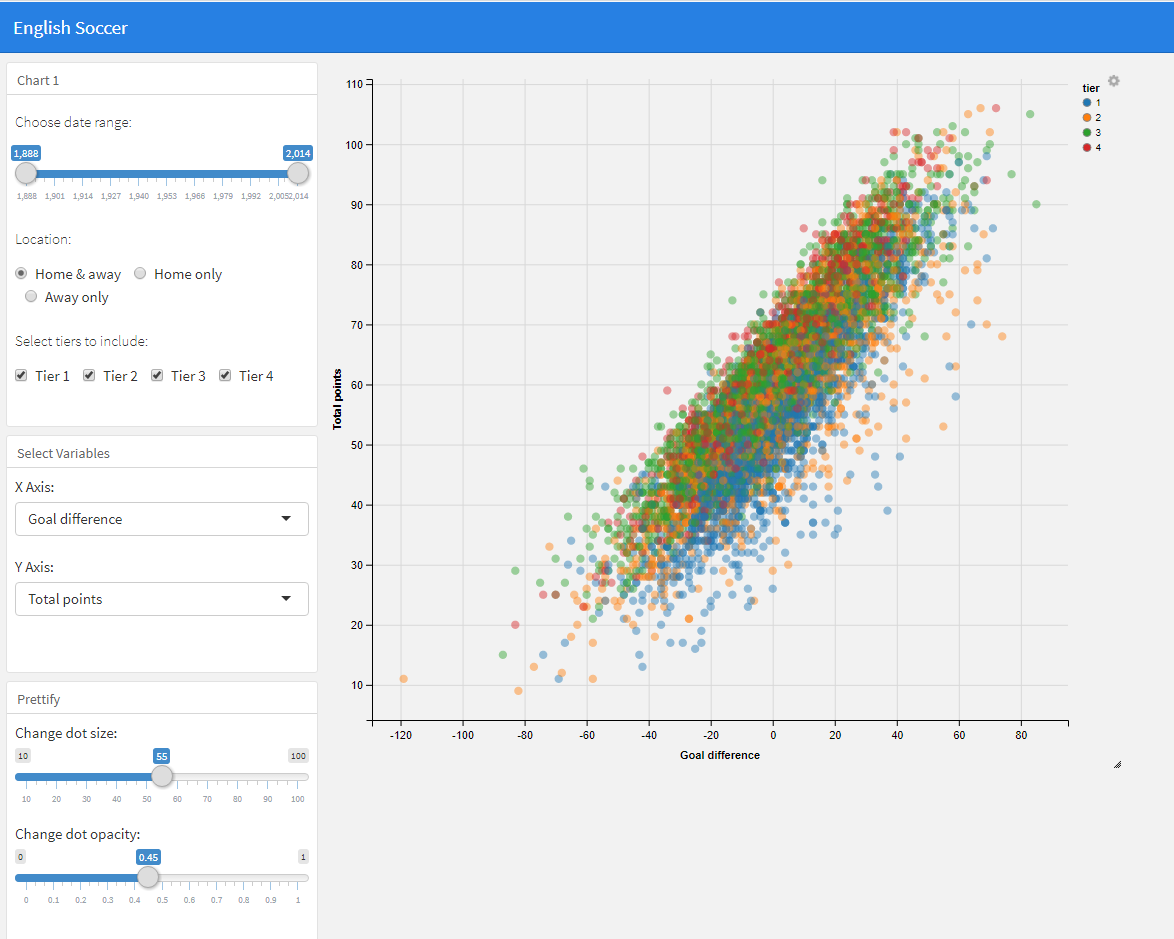 English Soccer
Chart 1
Choose date range:
1,888 2,014
1,888 1,901 1,914 1,927 1,940 1,953 1,966 1,979 1,992 2,005 2,014
Location:
Home & away Home only
Away only
Select tiers to include:
Tier 1 Tier 2 Tier 3 Tier 4
Select Variables
X Axis:
Goal difference
Y Axis:
Total points
Prettify
Change dot size:
10 55 100
10 20 30 40 50 60 70 80 90 100
Change dot opacity:
0 0.45 1
0 0.1 0.2 0.3 0.4 0.5 0.6 0.7 0.8 0.9 1
Total points
110
100
90
80
70
60
50
40
30
20
10
-120 -100 -80 -60 -40 -20 0 20 40 60 80
Goal difference
tier
1
2
3
4